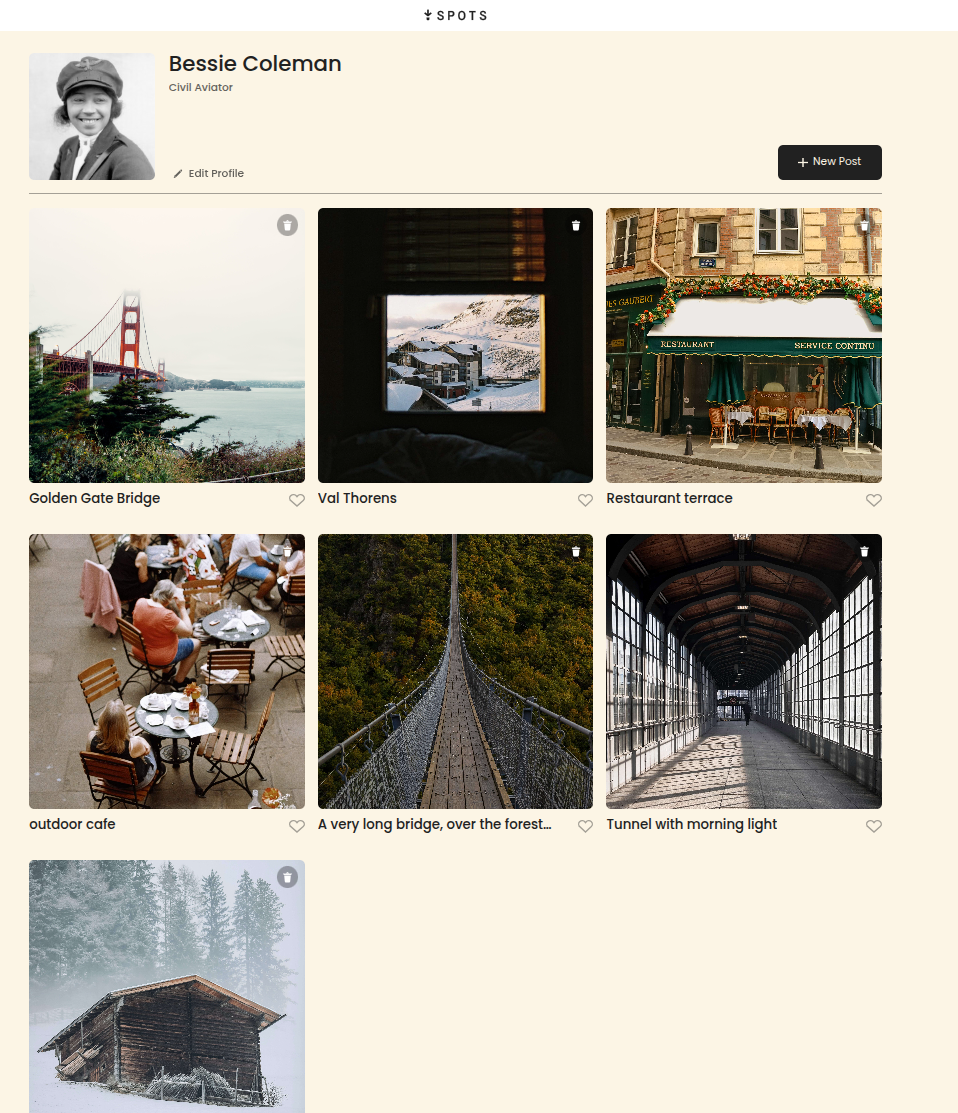 SPOTS
Bessie Coleman
Civil Aviator
Edit Profile
New Post
RESTAURANT
SERVICE CONTINU
Golden Gate Bridge
Val Thorens
Restaurant terrace
outdoor cafe
A very long bridge, over the forest...
Tunnel with morning light